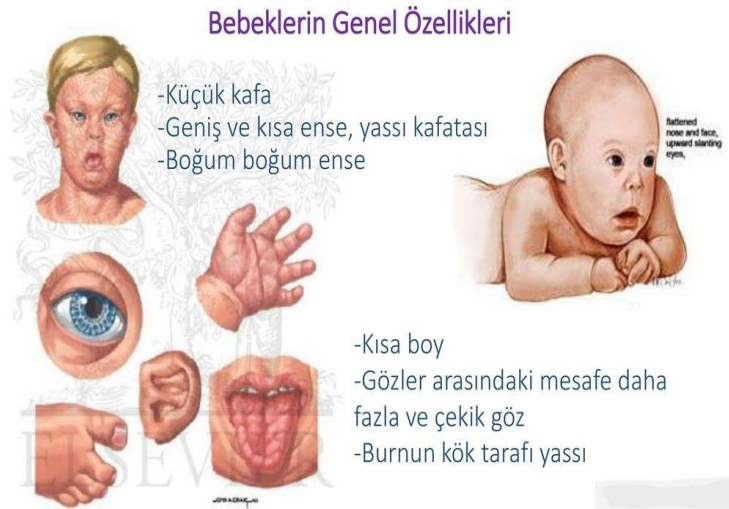 Bebeklerin Genel Özellikleri
-Küçük kafa
-Geniş ve kısa ense, yassı kafatası
-Boğum boğum ense
flattened
nose and face,
upward slanting
eyes,
-Kısa boy
-Gözler arasındaki mesafe daha
fazla ve çekik göz
-Burnun kök tarafı yassı
ELSEVIER